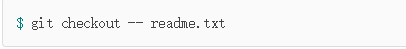 $ git checkout -- readme.txt